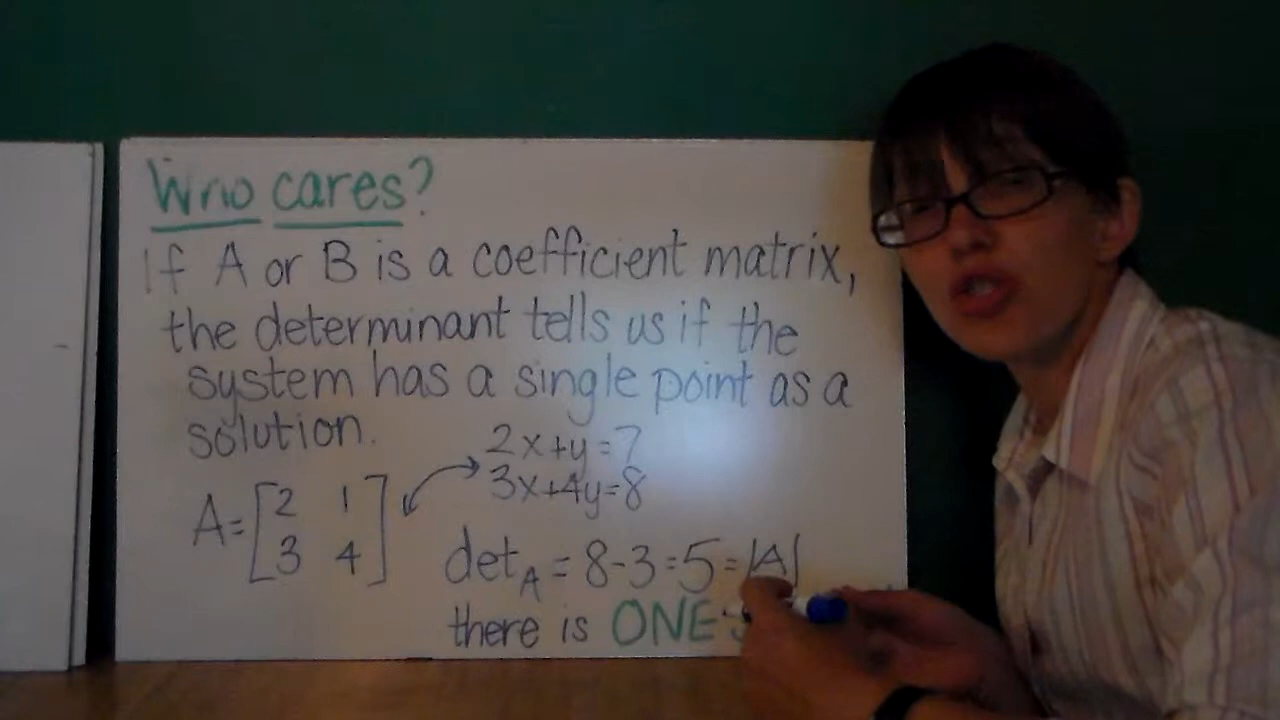 Who cares?
If A or B is a coefficient matrix,
the determinant tells us if the
system has a single point as a
solution.
2x+y=7
3x+4y=8
A=[2 1
3 4]
det_A = 8-3=5=|A|
there is ONE